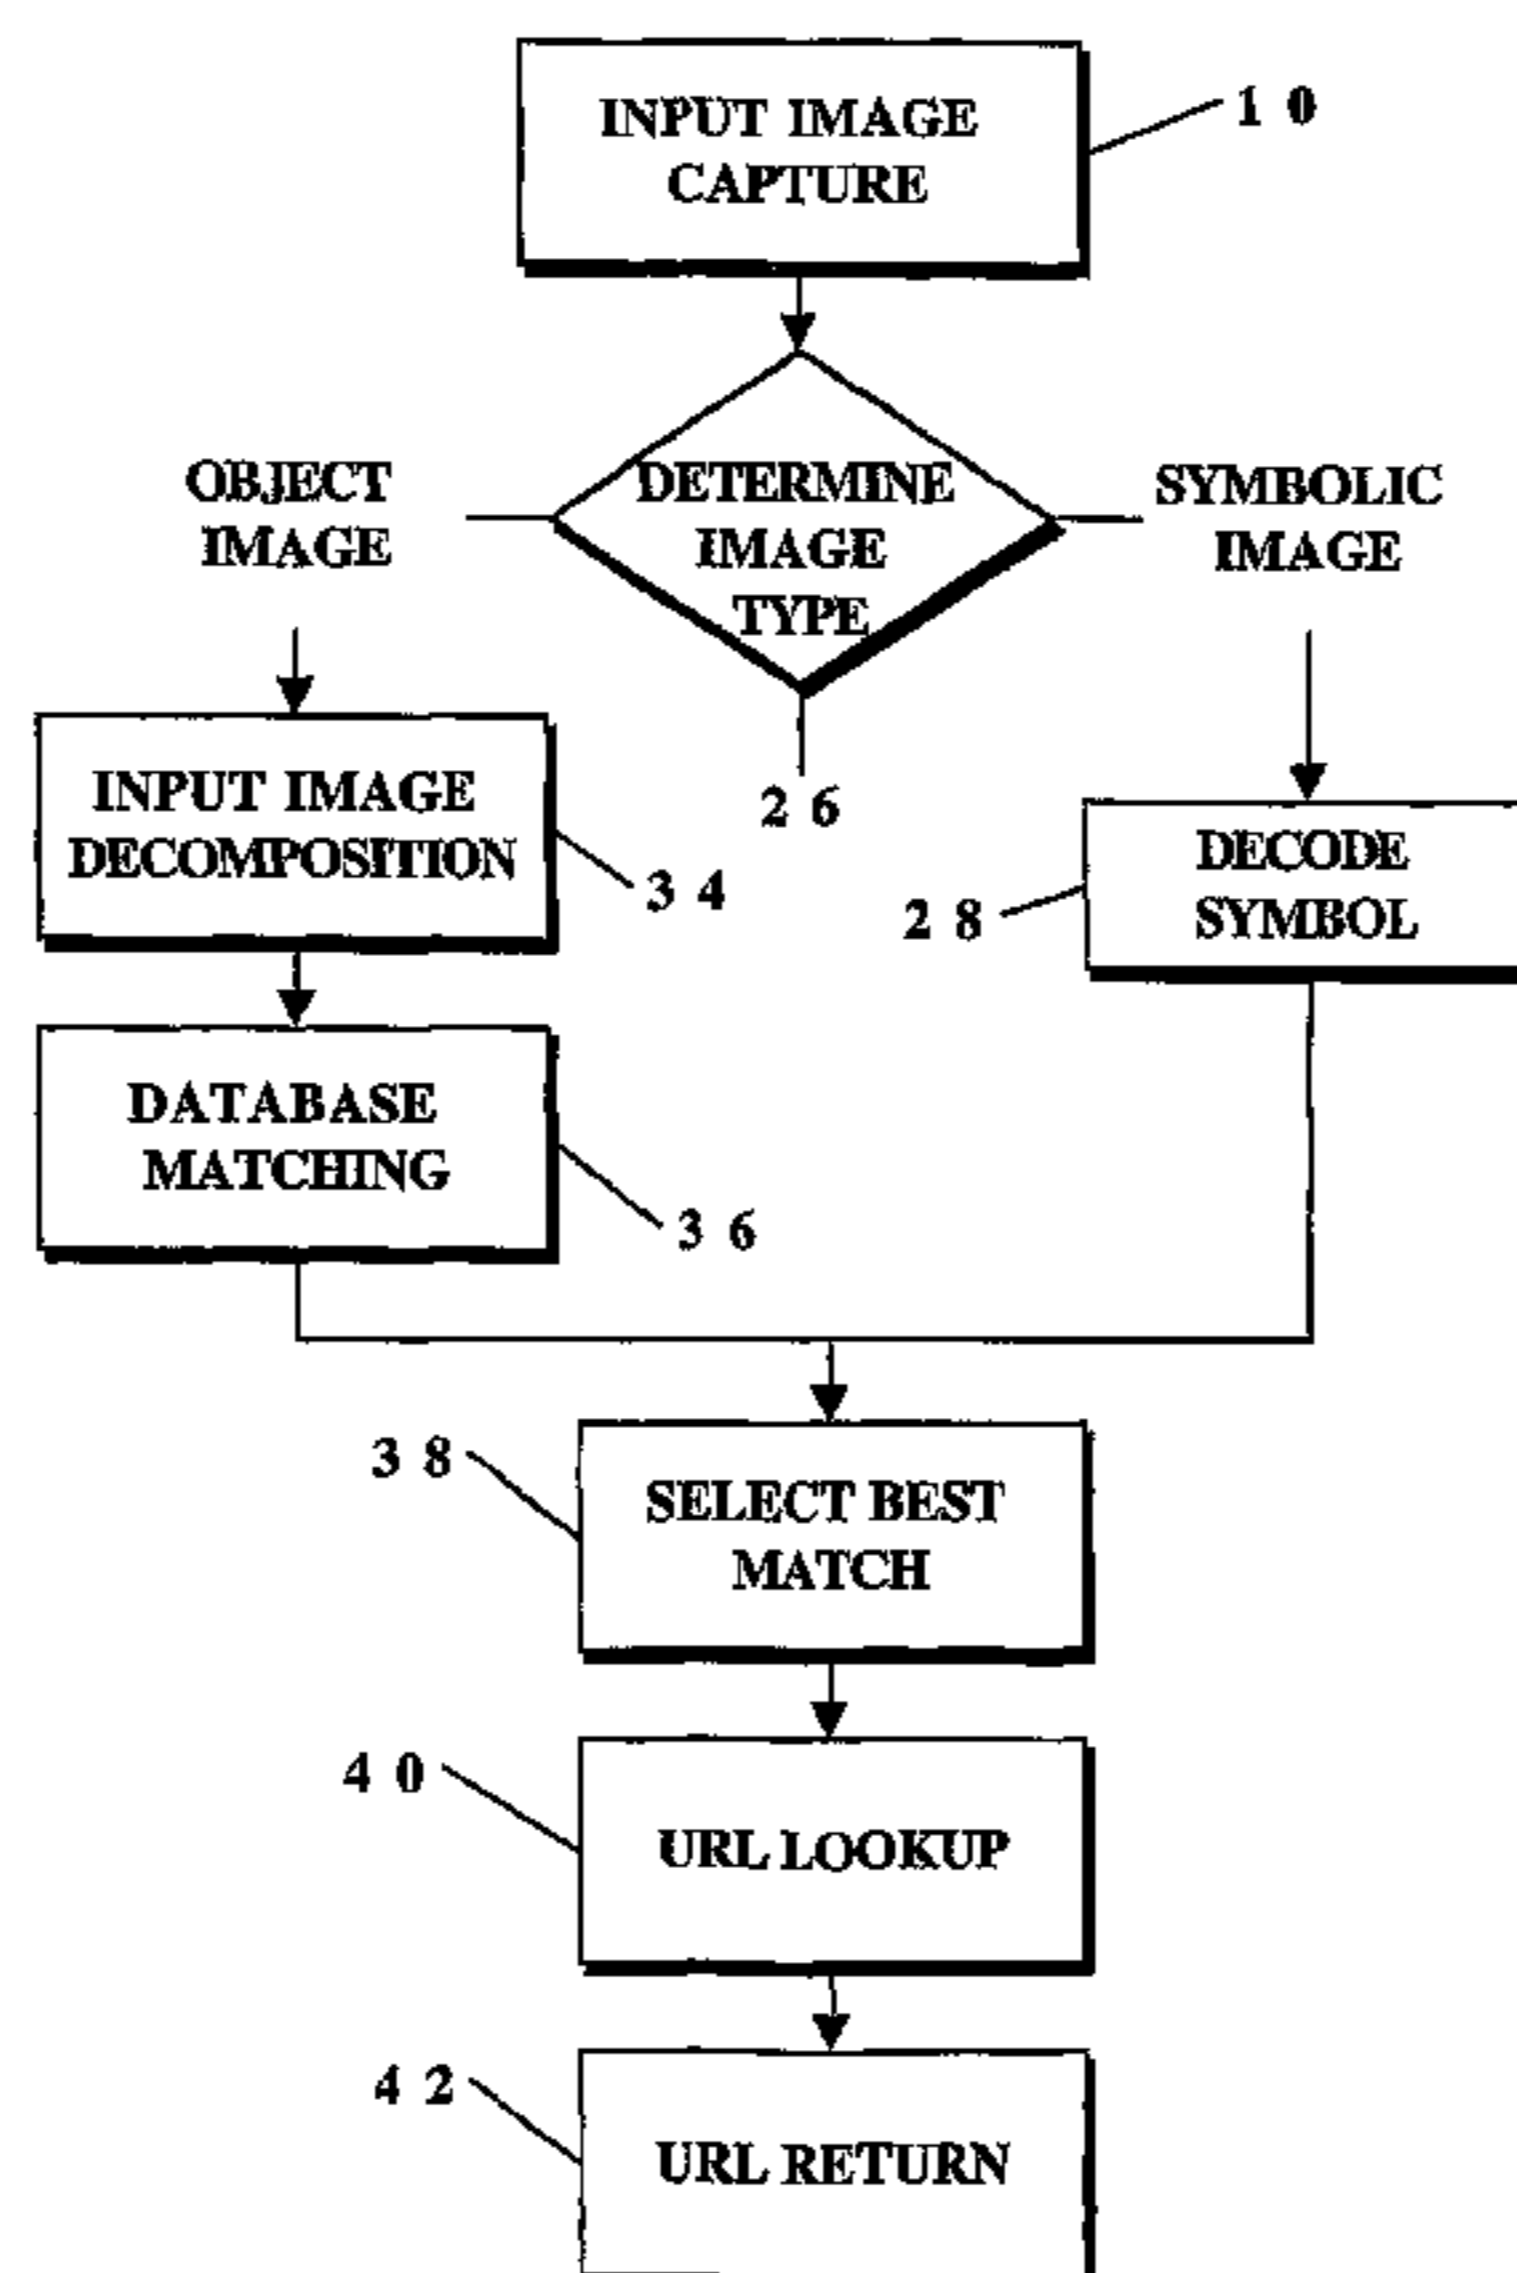 INPUT IMAGE
CAPTURE
1 0
OBJECT
IMAGE
DETERMINE
IMAGE
TYPE
SYMBOLIC
IMAGE
2 6
INPUT IMAGE
DECOMPOSITION
3 4
DECODE
SYMBOL
2 8
DATABASE
MATCHING
3 6
3 8
SELECT BEST
MATCH
4 0
URL LOOKUP
4 2
URL RETURN